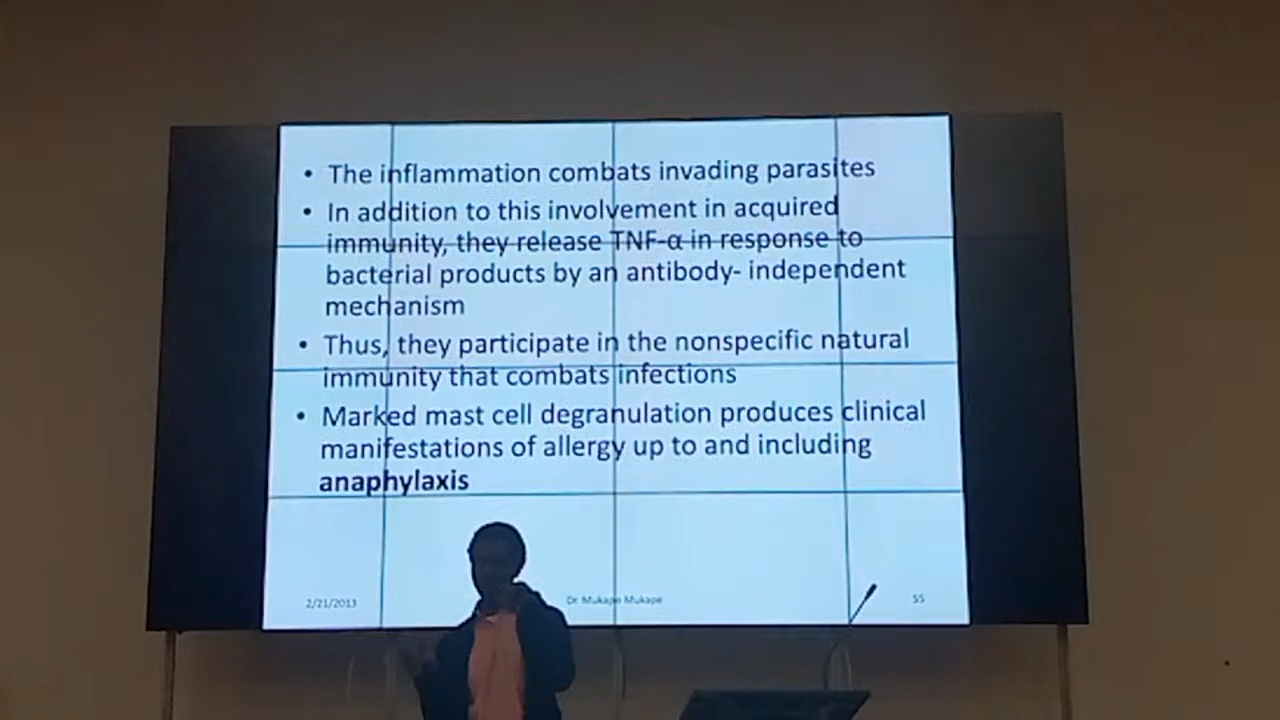 • The inflammation combats invading parasites
• In addition to this involvement in acquired
immunity, they release TNF-α in response to
bacterial products by an antibody- independent
mechanism
• Thus, they participate in the nonspecific natural
immunity that combats infections
• Marked mast cell degranulation produces clinical
manifestations of allergy up to and including
anaphylaxis
2/21/2013 Dr. Mukape Mukape 55